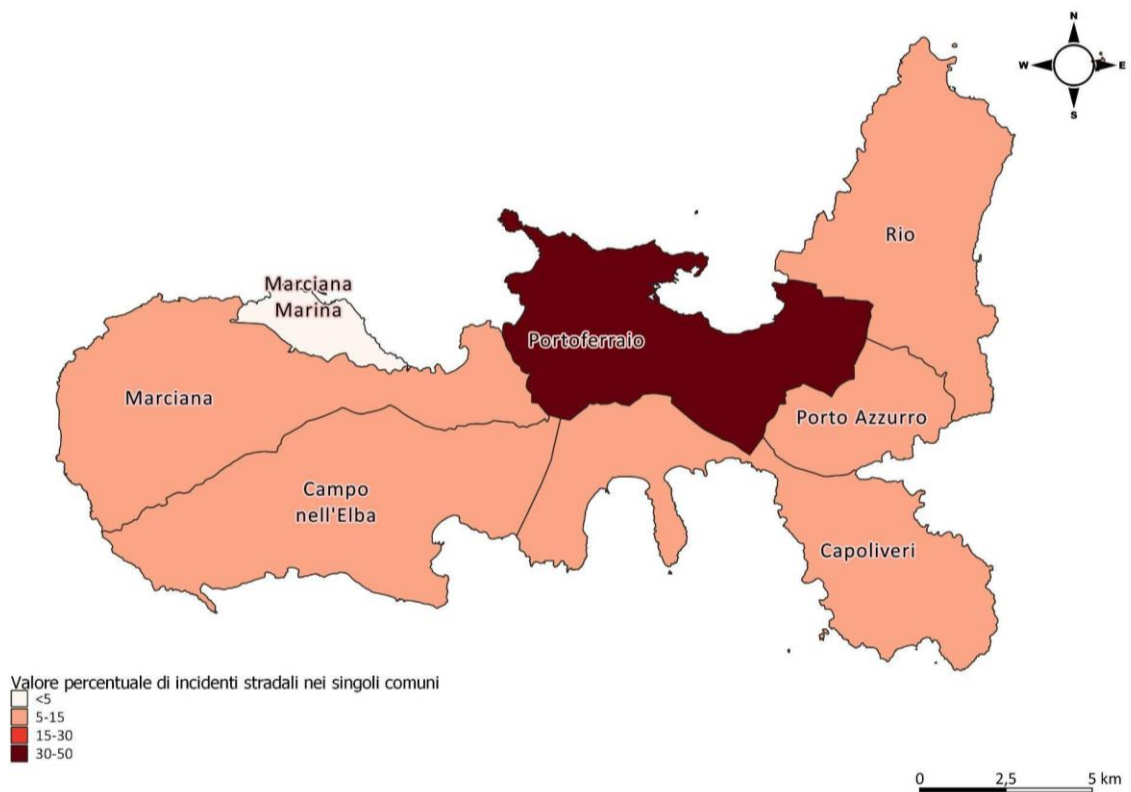 N
W E
S
Rio
Marciana
Marina
Portoferraio
Marciana
Porto Azzurro
Campo
nell'Elba
Capoliveri
Valore percentuale di incidenti stradali nei singoli comuni
<5
5-15
15-30
30-50
0 2,5 5 km